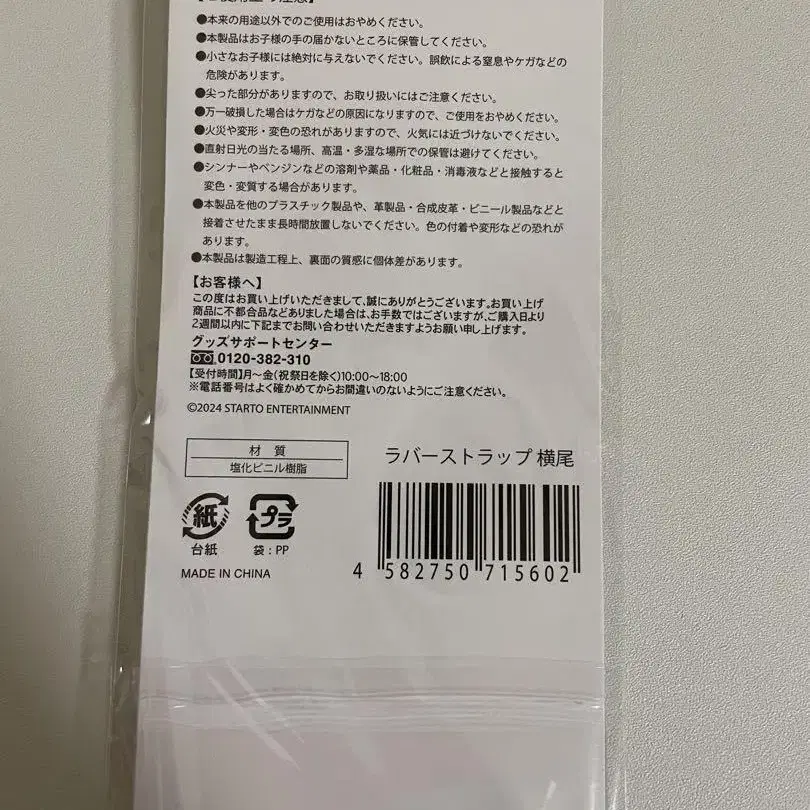 【ご使用上の注意】
●本来の用途以外でのご使用はおやめください。
●本製品はお子様の手の届かないところに保管してください。
●小さなお子様には絶対に与えないでください。誤飲による窒息やケガなどの
危険があります。
●尖った部分がありますので、お取り扱いにはご注意ください。
●万一破損した場合はケガなどの原因になりますので、ご使用をおやめください。
●火災や変形・変色の恐れがありますので、火気には近づけないでください。
●直射日光の当たる場所、高温・多湿な場所での保管は避けてください。
●シンナーやベンジンなどの溶剤や薬品・化粧品・消毒液などと接触すると
変色・変質する場合があります。
●本製品を他のプラスチック製品や、革製品・合成皮革・ビニール製品などと
接着させたまま長時間放置しないでください。色の付着や変形などの恐れが
あります。
●本製品は製造工程上、裏面の質感に個体差があります。
【お客様へ】
この度はお買い上げいただきまして、誠にありがとうございます。お買い上げ
商品に不都合品などありました場合は、お手数ではございますが、ご購入日より
2週間以内に下記までお問い合わせいただきますようお願い申し上げます。
グッズサポートセンター
0120-382-310
【受付時間】月〜金(祝祭日を除く)10:00〜18:00
※電話番号はよく確かめてからお間違いのないようにご注意ください。
©2024 STARTO ENTERTAINMENT
材 質
塩化ビニル樹脂
ラバーストラップ 横尾
紙
台紙
プラ
袋:PP
MADE IN CHINA
4 582750 715602